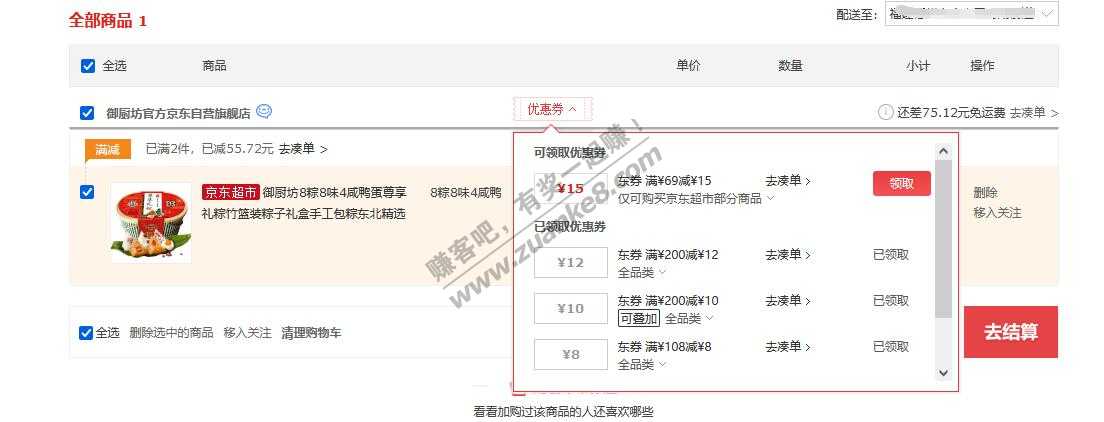 全部商品 1
配送至：
全选 商品 单价 数量 小计 操作
御厨坊官方京东自营旗舰店 优惠券 还差75.12元免运费 去凑单 >
满减 已满2件，已减55.72元 去凑单 >
京东超市 御厨坊8粽8味4咸鸭蛋尊享 8粽8味4咸鸭
礼粽竹篮装粽子礼盒手工包粽东北精选
删除
移入关注
可领取优惠券
¥15 东券 满¥69减¥15 去凑单 > 领取
仅可购买京东超市部分商品
已领取优惠券
¥12 东券 满¥200减¥12 去凑单 > 已领取
全品类
¥10 东券 满¥200减¥10 去凑单 > 已领取
可叠加 全品类
¥8 东券 满¥108减¥8 去凑单 > 已领取
全品类
全选 删除选中的商品 移入关注 清理购物车 去结算
看看加购过该商品的人还喜欢哪些
赚客吧，有奖一起赚！
www.zuanke8.com